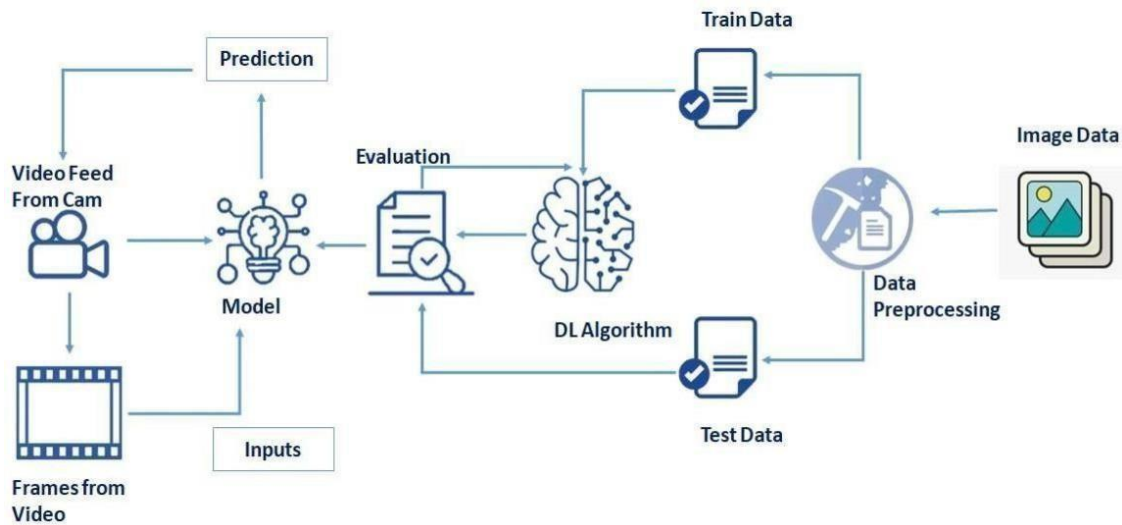 Train Data
Prediction
Image Data
Evaluation
Video Feed
From Cam
Data
Preprocessing
Model
DL Algorithm
Test Data
Inputs
Frames from
Video